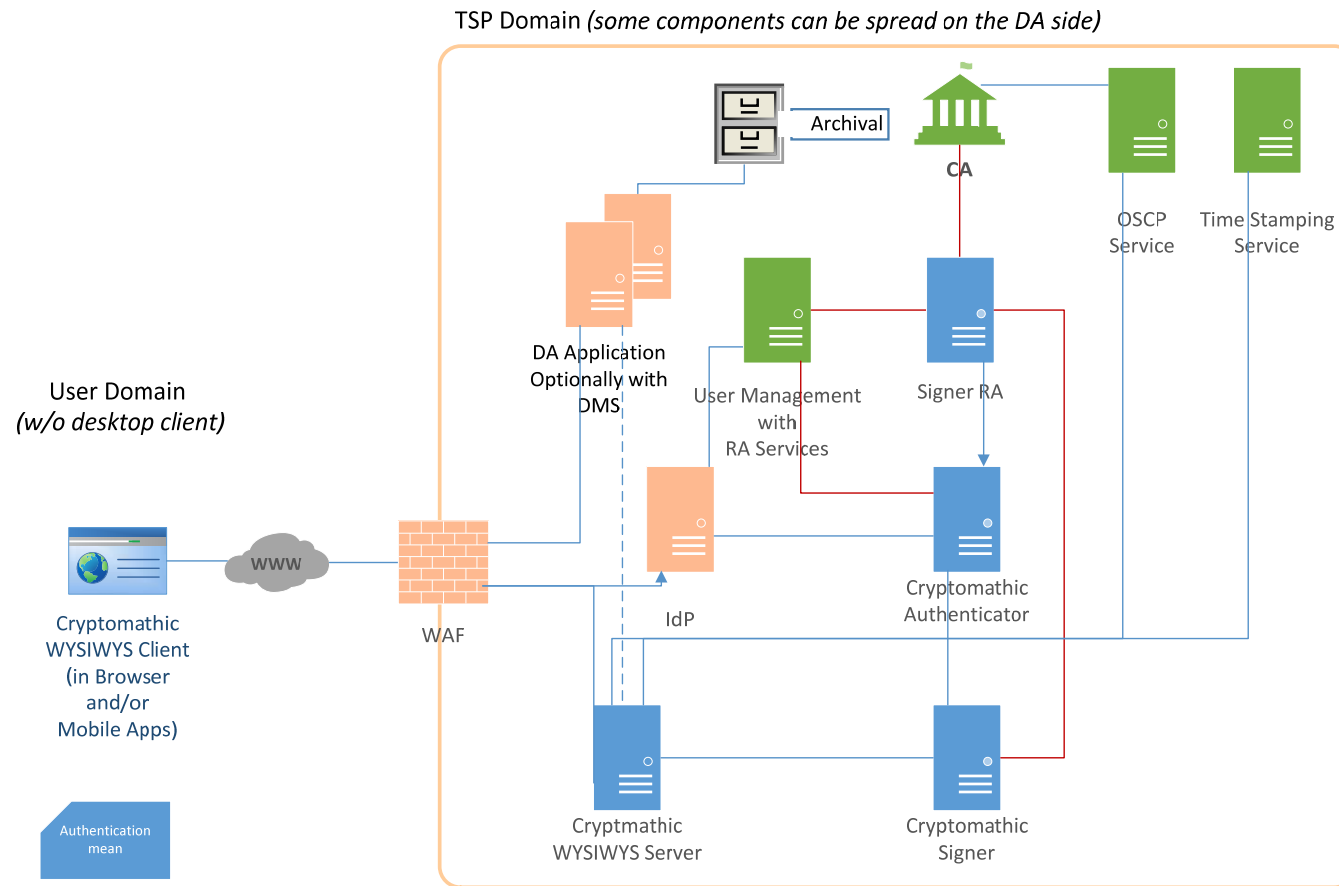 TSP Domain (some components can be spread on the DA side)
Archival
CA
OSCP
Service
Time Stamping
Service
DA Application
Optionally with
DMS
User Management
with
RA Services
Signer RA
User Domain
(w/o desktop client)
WWW
Cryptomathic
WYSIWYS Client
(in Browser
and/or
Mobile Apps)
WAF
IdP
Cryptomathic
Authenticator
Authentication
mean
Cryptmathic
WYSIWYS Server
Cryptomathic
Signer